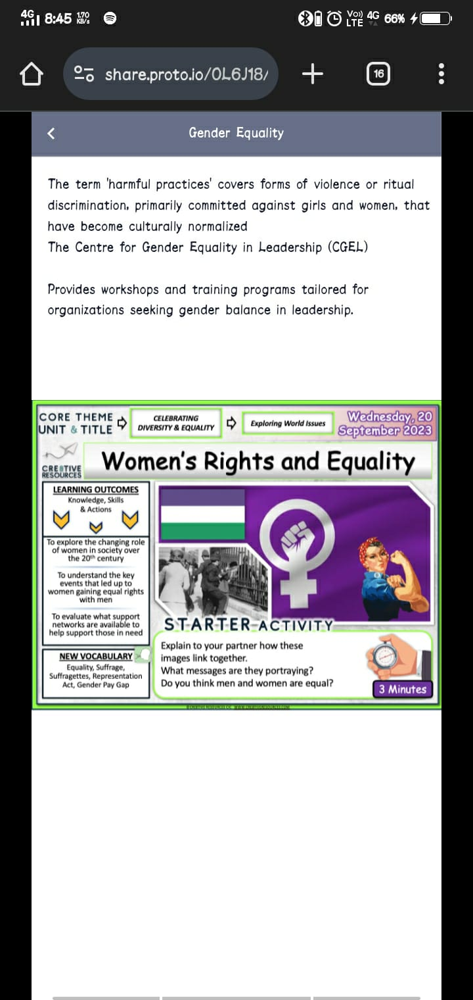 4G 8:45 1.70 KB/s Vo)) LTE 4G 66%
share.proto.io/0L6J18/ 16
Gender Equality
The term 'harmful practices' covers forms of violence or ritual
discrimination, primarily committed against girls and women, that
have become culturally normalized
The Centre for Gender Equality in Leadership (CGEL)
Provides workshops and training programs tailored for
organizations seeking gender balance in leadership.
CORE THEME
UNIT & TITLE
CELEBRATING
DIVERSITY & EQUALITY
Exploring World Issues
Wednesday, 20
September 2023
CRE8TIVE
RESOURCES
Women's Rights and Equality
LEARNING OUTCOMES
Knowledge, Skills
& Actions
To explore the changing role
of women in society over
the 20th century
To understand the key
events that led up to
women gaining equal rights
with men
To evaluate what support
networks are available to
help support those in need
NEW VOCABULARY
Equality, Suffrage,
Suffragettes, Representation
Act, Gender Pay Gap
STARTER ACTIVITY
Explain to your partner how these
images link together.
What messages are they portraying?
Do you think men and women are equal?
3 Minutes